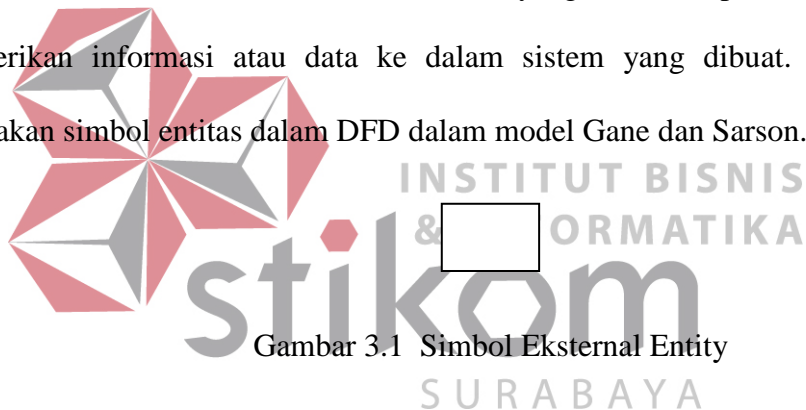 erikan informasi atau data ke dalam sistem yang dibuat.
akan simbol entitas dalam DFD dalam model Gane dan Sarson.
INSTITUT BISNIS
& ORMATIKA
stikom
Gambar 3.1 Simbol Eksternal Entity
SURABAYA